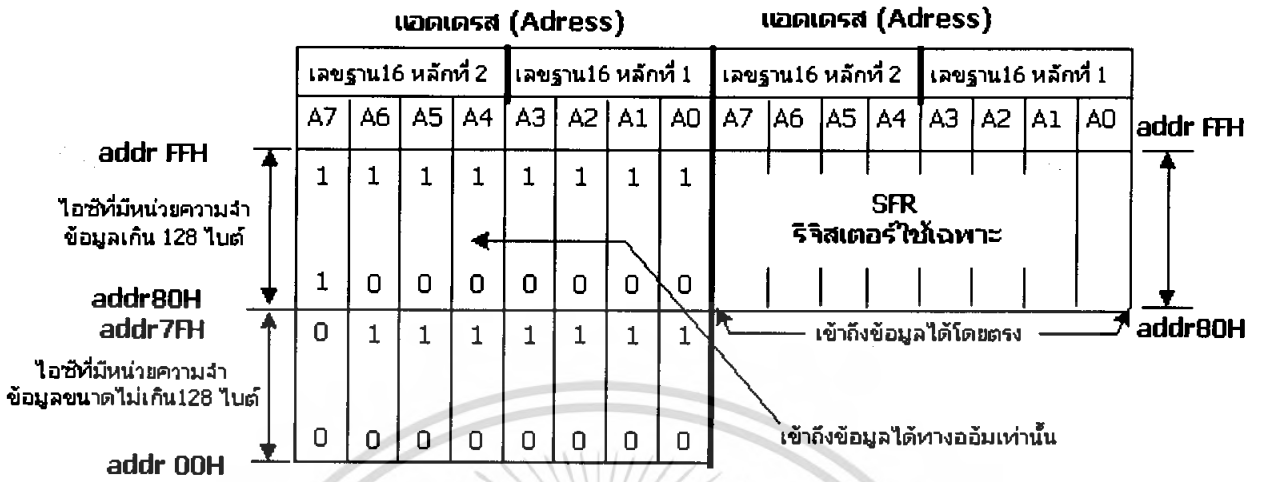 แอดเดรส (Adress) แอดเดรส (Adress)
เลขฐาน16 หลักที่ 2 เลขฐาน16 หลักที่ 1 เลขฐาน16 หลักที่ 2 เลขฐาน16 หลักที่ 1
A7 A6 A5 A4 A3 A2 A1 A0 A7 A6 A5 A4 A3 A2 A1 A0
addr FFH
addr FFH
1 1 1 1 1 1 1 1
ไอซีที่มีหน่วยความจำ
ข้อมูลเกิน 128 ไบต์
SFR
ริจิสเตอร์ใช้เฉพาะ
1 0 0 0 0 0 0 0
addr80H
addr7FH
0 1 1 1 1 1 1 1
เข้าถึงข้อมูลได้โดยตรง
addr80H
ไอซีที่มีหน่วยความจำ
ข้อมูลขนาดไม่เกิน128 ไบต์
0 0 0 0 0 0 0 0
เข้าถึงข้อมูลได้ทางออ้มเท่านั้น
addr 00H